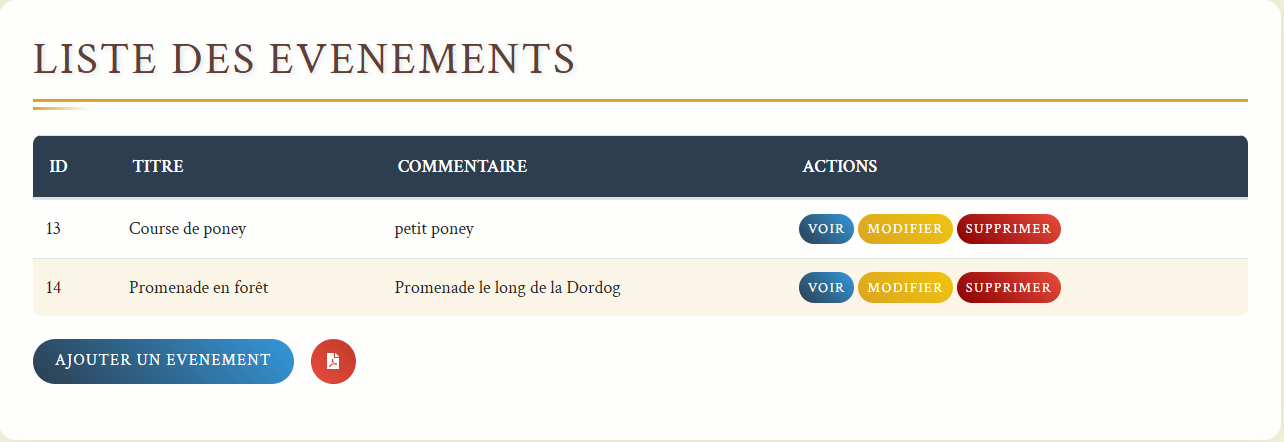 LISTE DES EVENEMENTS
ID TITRE COMMENTAIRE ACTIONS
13 Course de poney petit poney VOIR MODIFIER SUPPRIMER
14 Promenade en forêt Promenade le long de la Dordog VOIR MODIFIER SUPPRIMER
AJOUTER UN EVENEMENT